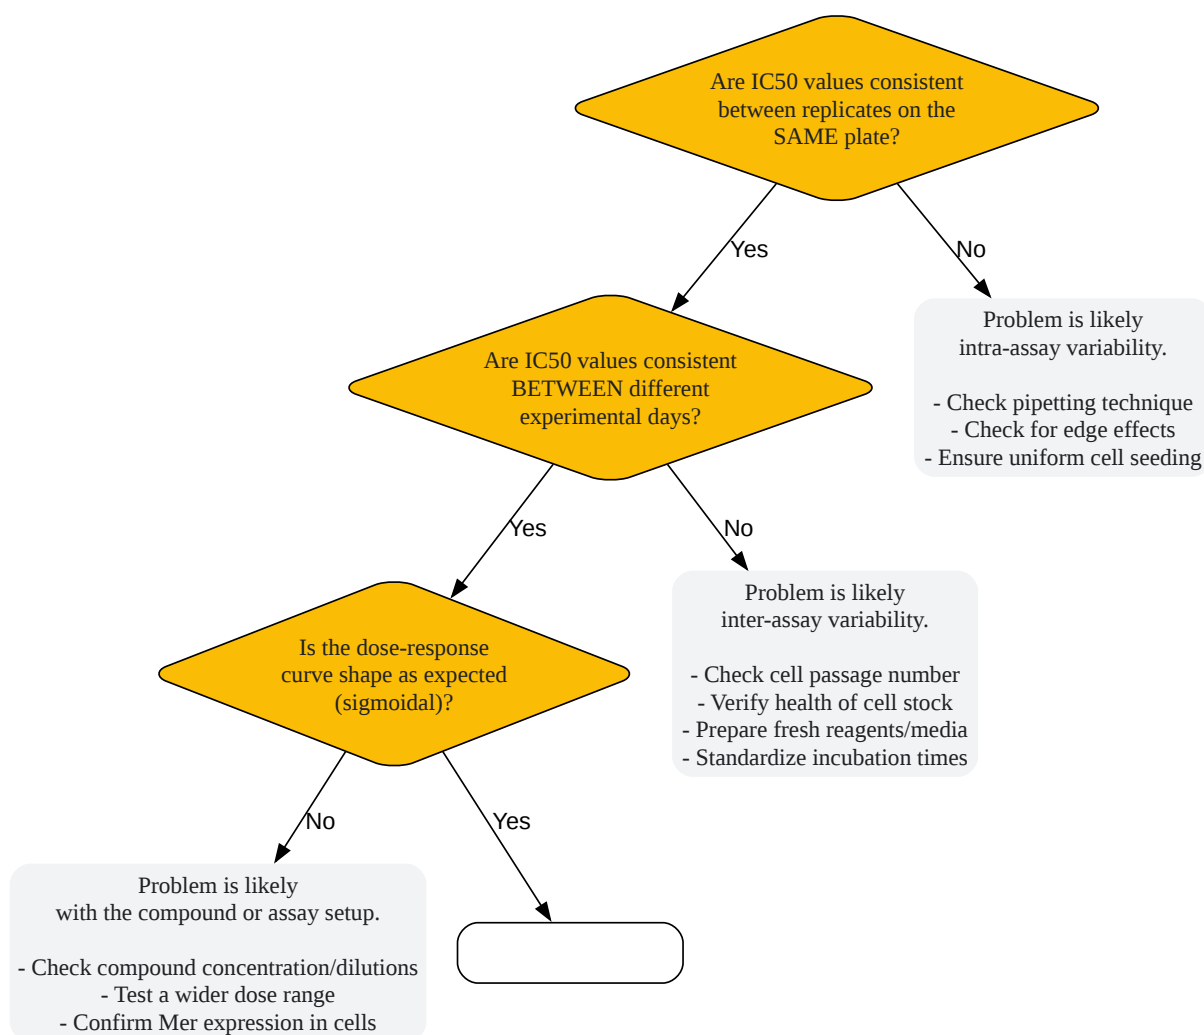 Are IC50 values consistent
between replicates on the
SAME plate?
Yes
No
Problem is likely
intra-assay variability.
- Check pipetting technique
- Check for edge effects
- Ensure uniform cell seeding
Are IC50 values consistent
BETWEEN different
experimental days?
Yes
No
Problem is likely
inter-assay variability.
- Check cell passage number
- Verify health of cell stock
- Prepare fresh reagents/media
- Standardize incubation times
Is the dose-response
curve shape as expected
(sigmoidal)?
No
Yes
Problem is likely
with the compound or assay setup.
- Check compound concentration/dilutions
- Test a wider dose range
- Confirm Mer expression in cells